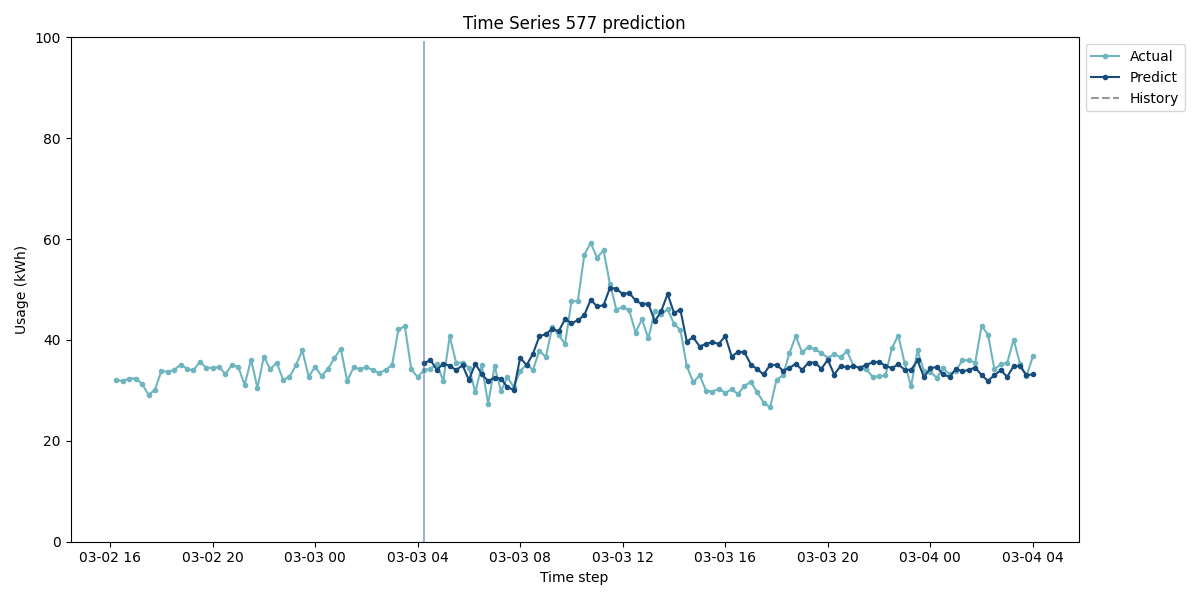 Time Series 577 prediction
100
80
60
40
20
0
Usage (kWh)
03-02 16 03-02 20 03-03 00 03-03 04 03-03 08 03-03 12 03-03 16 03-03 20 03-04 00 03-04 04
Time step
Actual
Predict
History